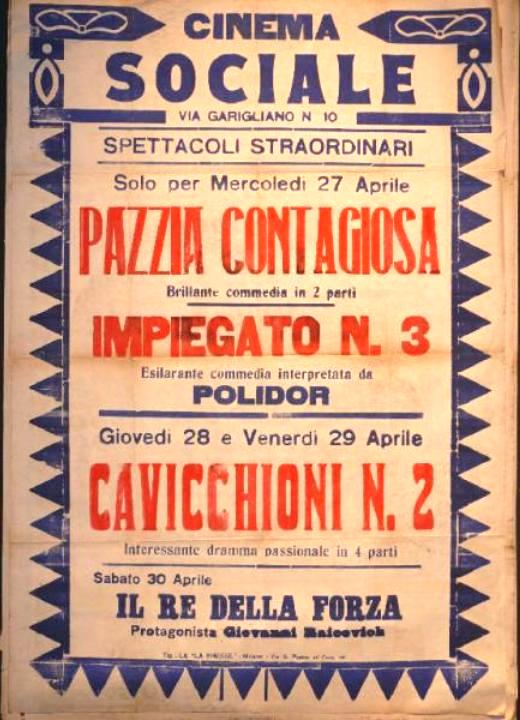 CINEMA
SOCIALE
VIA GARIGLIANO N 10
SPETTACOLI STRAORDINARI
Solo per Mercoledì 27 Aprile
PAZZIA CONTAGIOSA
Brillante commedia in 2 parti
IMPIEGATO N. 3
Esilarante commedia interpretata da
POLIDOR
Giovedì 28 e Venerdì 29 Aprile
CAVICCHIONI N. 2
Interessante dramma passionale in 4 parti
Sabato 30 Aprile
IL RE DELLA FORZA
Protagonista Giovanni Raicevich
Tip. LA